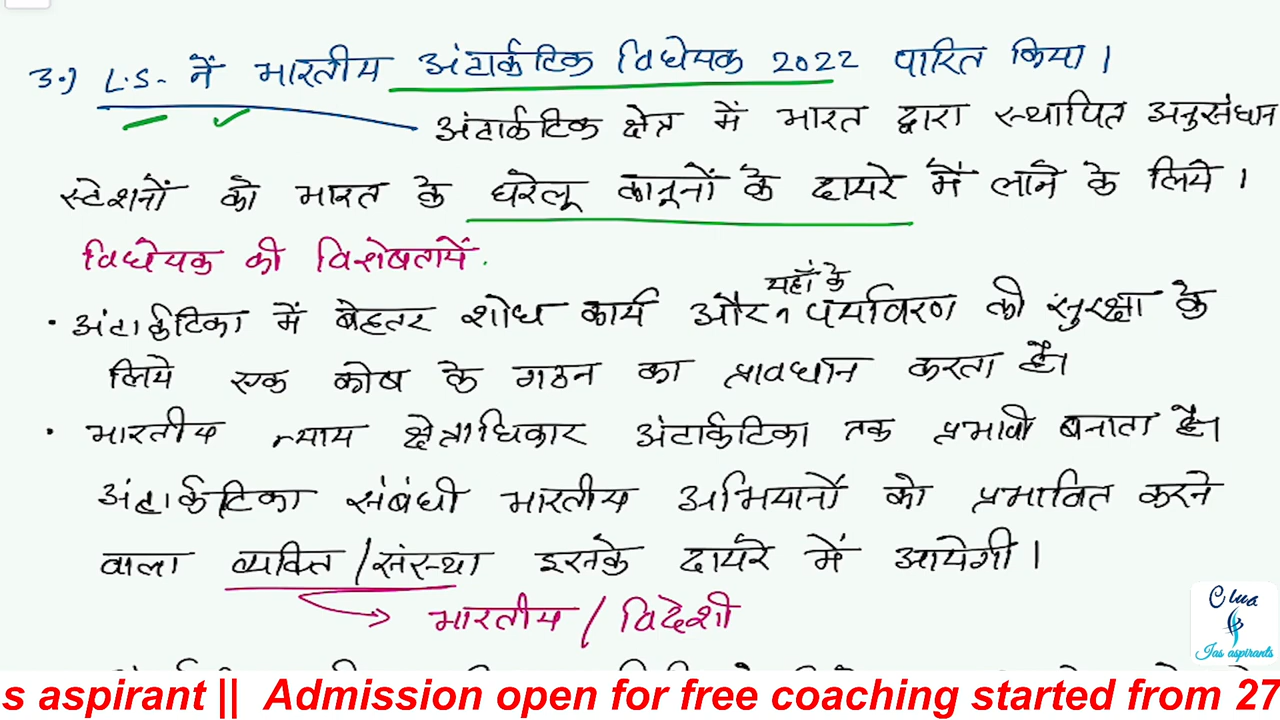 3.) L.S. ने भारतीय अंटार्कटिक विधेयक 2022 पारित किया।
अंटार्कटिक क्षेत्र में भारत द्वारा स्थापित अनुसंधान
स्टेशनों को भारत के घरेलू कानूनों के दायरे में लाने के लिये।
विधेयक की विशेषतायें.
• अंटार्कटिका में बेहतर शोध कार्य और यहाँ के पर्यावरण की सुरक्षा के
लिये एक कोष के गठन का प्रावधान करता है।
• भारतीय न्याय क्षेत्राधिकार अंटार्कटिका तक प्रभावी बनाता है।
अंटार्कटिका संबंधी भारतीय अभियानों को प्रभावित करने
वाला व्यक्ति/संस्था इसके दायरे में आयेगी।
भारतीय/विदेशी
Clue
Ias aspirants
s aspirant || Admission open for free coaching started from 27